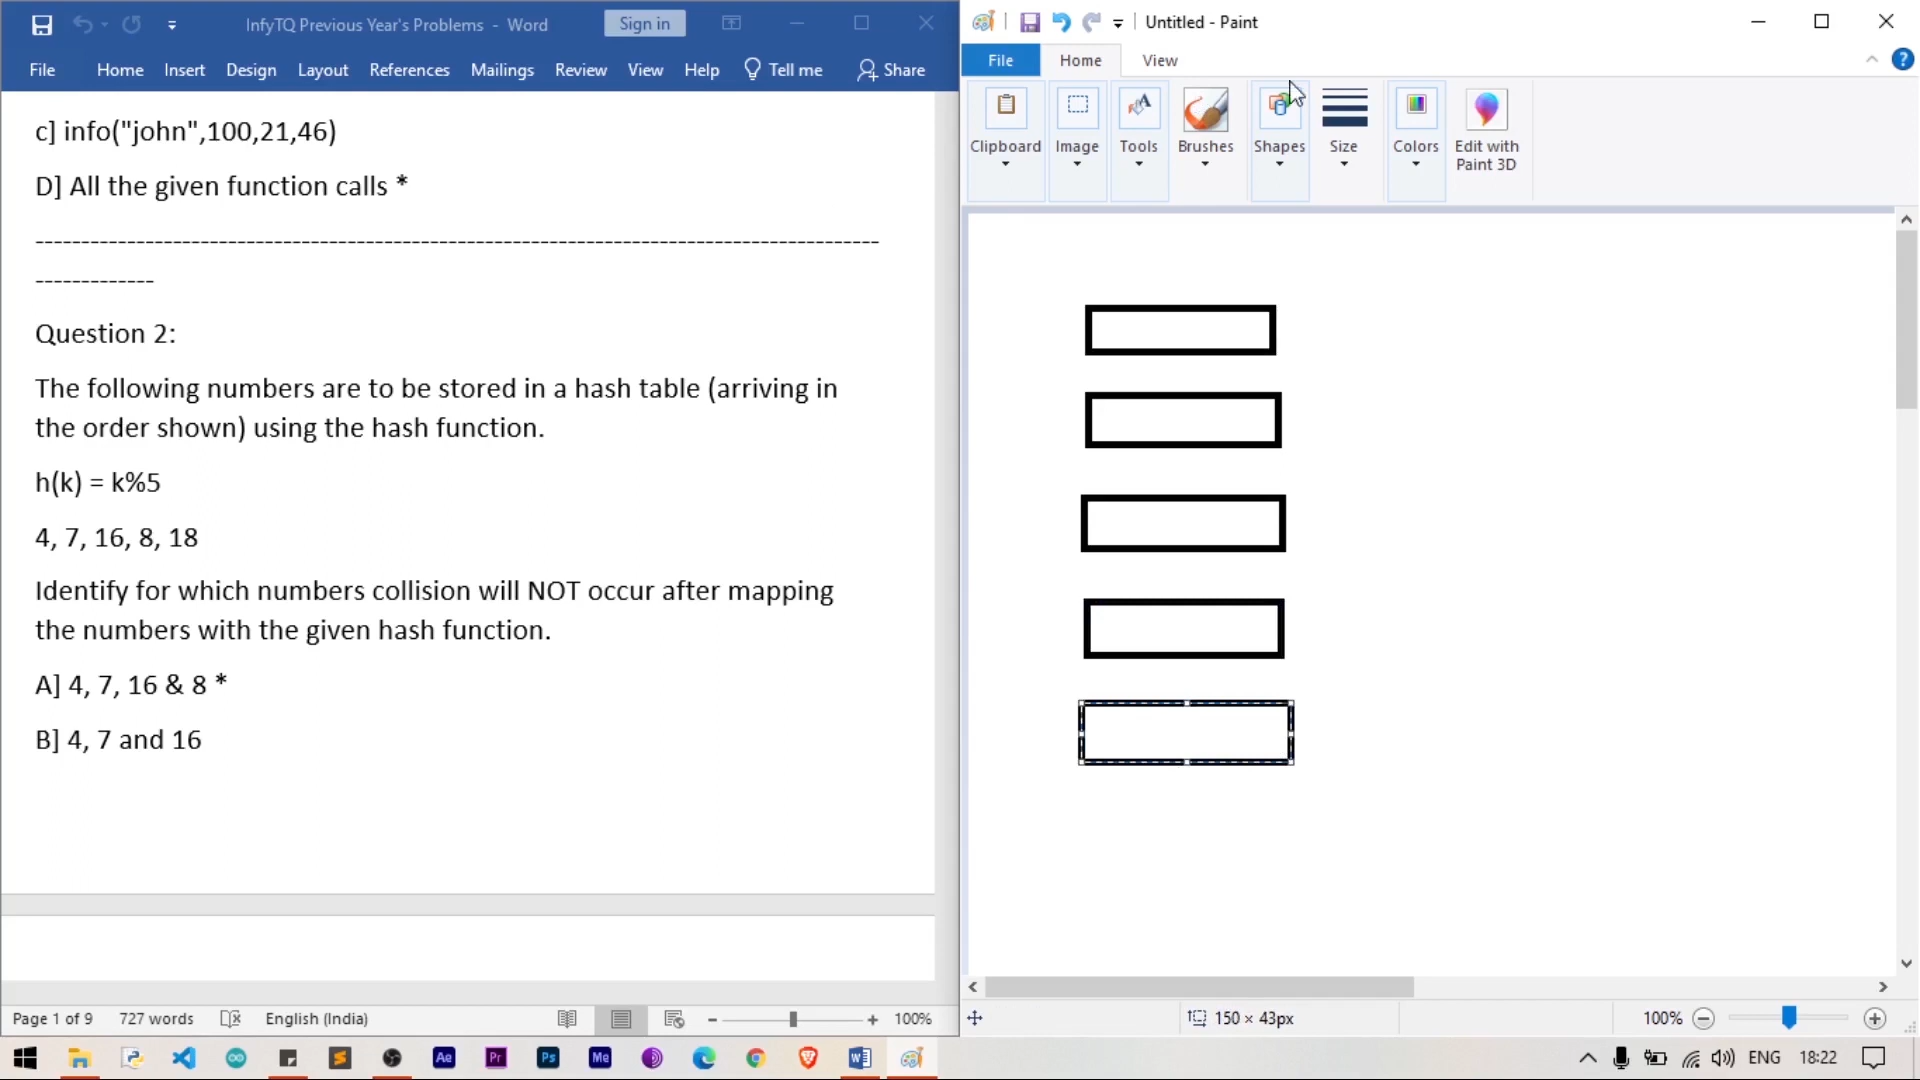 InfyTQ Previous Year's Problems - Word
Sign in
File Home Insert Design Layout References Mailings Review View Help Tell me Share
c] info("john",100,21,46)
D] All the given function calls *
--------------------------------------------------------------------------------------------
-------------
Question 2:
The following numbers are to be stored in a hash table (arriving in
the order shown) using the hash function.
h(k) = k%5
4, 7, 16, 8, 18
Identify for which numbers collision will NOT occur after mapping
the numbers with the given hash function.
A] 4, 7, 16 & 8 *
B] 4, 7 and 16
Page 1 of 9 727 words English (India) 100%
Untitled - Paint
File Home View
Clipboard Image Tools Brushes Shapes Size Colors Edit with
Paint 3D
150 × 43px 100%
Ae Pr Ps Me
ENG 18:22